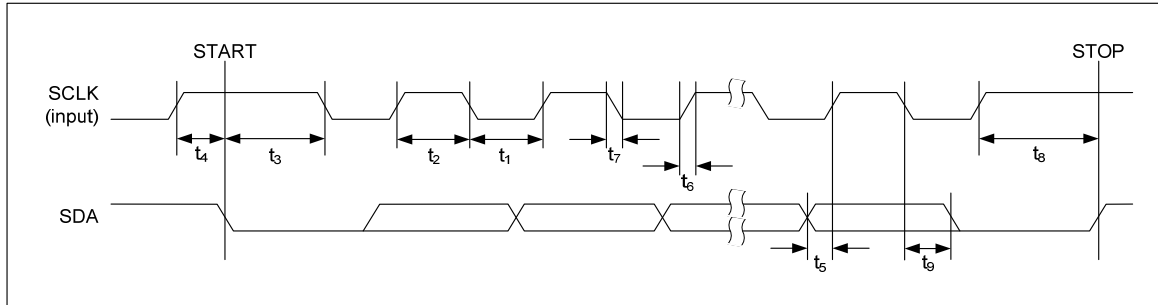 START
STOP
SCLK
(input)
t4
t3
t2
t1
t7
t6
t8
SDA
t5
t9